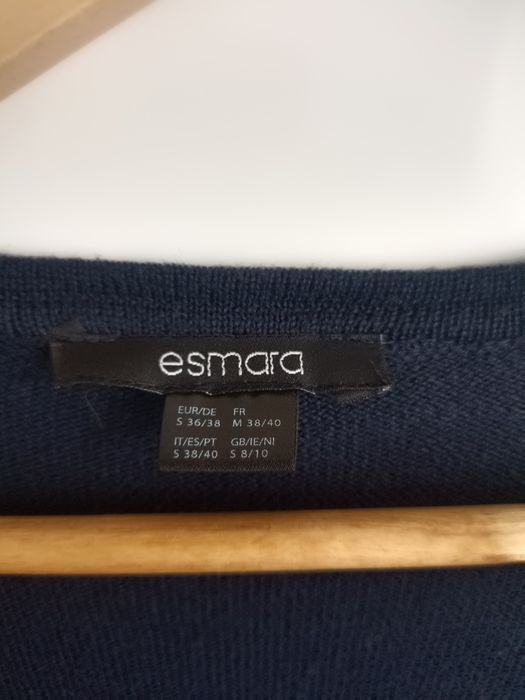 esmara
EUR/DE FR
S 36/38 M 38/40
IT/ES/PT GB/IE/NI
S 38/40 S 8/10